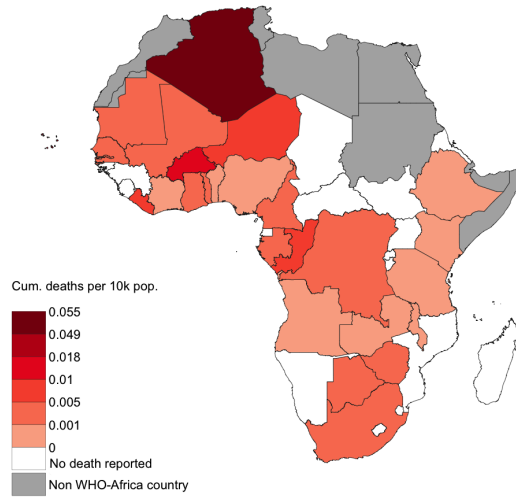 Cum. deaths per 10k pop.
0.055
0.049
0.018
0.01
0.005
0.001
0
No death reported
Non WHO-Africa country